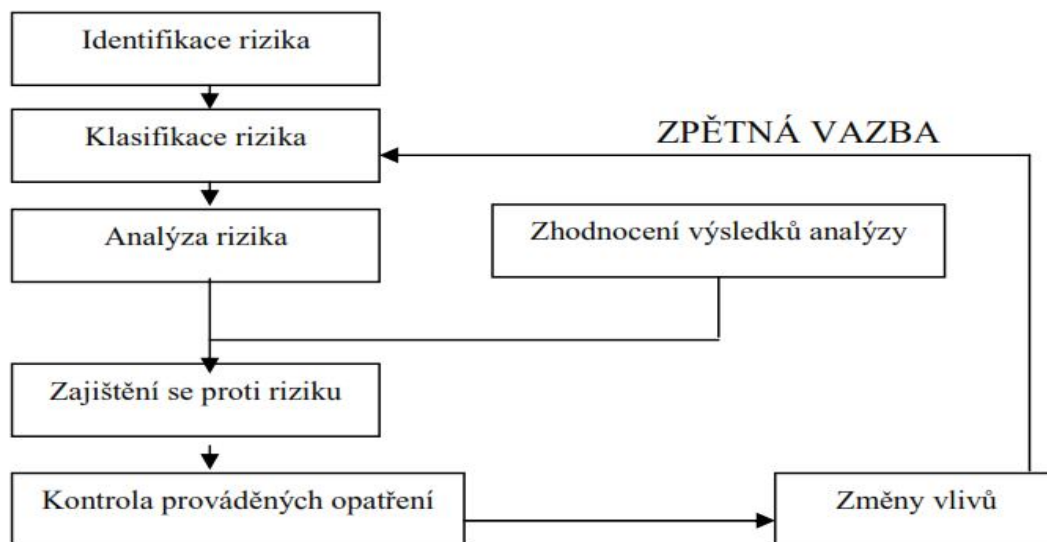 Identifikace rizika
Klasifikace rizika
ZPĚTNÁ VAZBA
Analýza rizika
Zhodnocení výsledků analýzy
Zajištění se proti riziku
Kontrola prováděných opatření
Změny vlivů